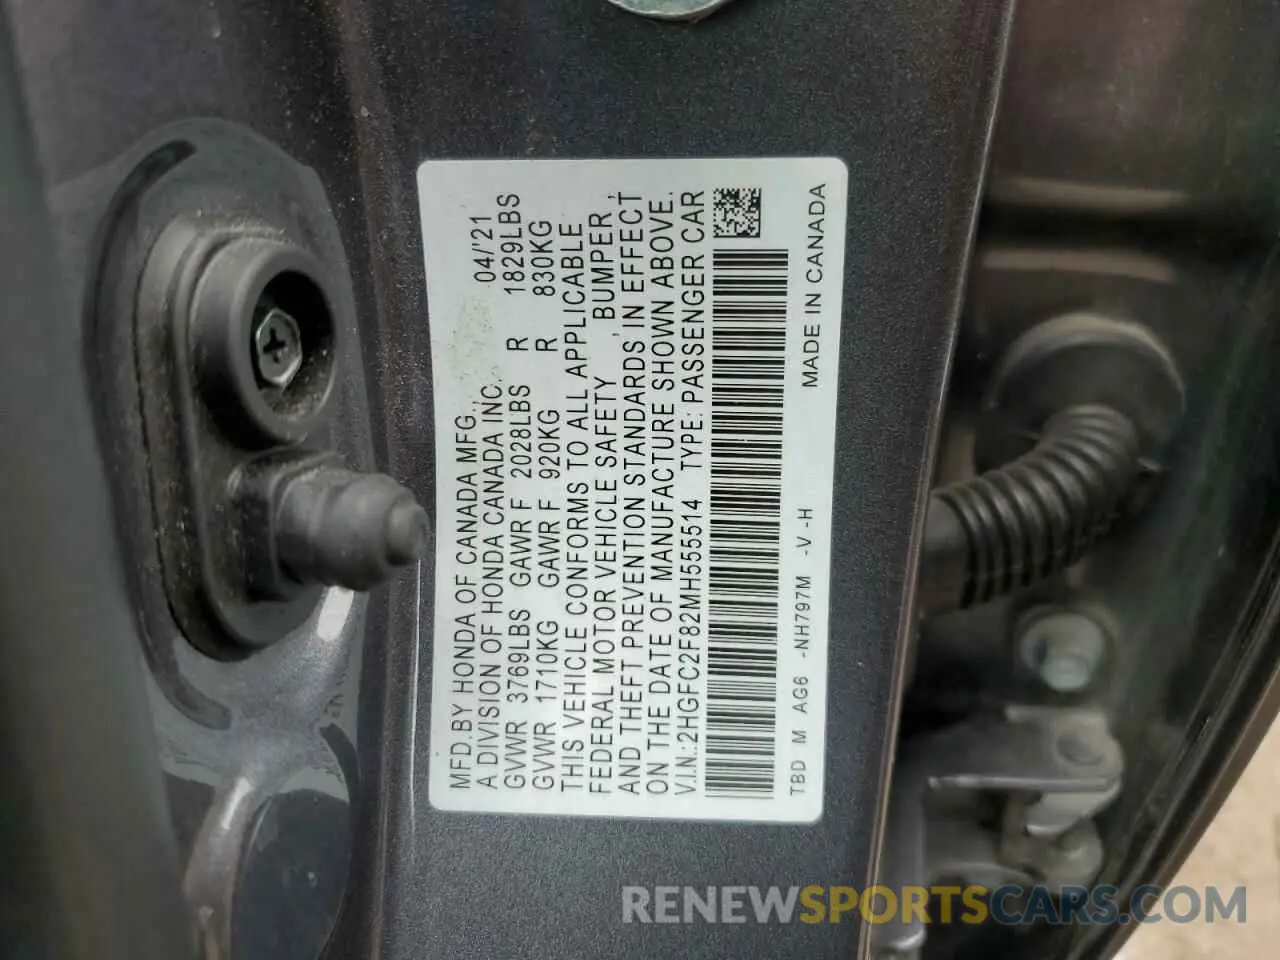 MFD. BY HONDA OF CANADA MFG.,
A DIVISION OF HONDA CANADA INC. 04/'21
GVWR 3769LBS GAWR F 2028LBS R 1829LBS
GVWR 1710KG GAWR F 920KG R 830KG
THIS VEHICLE CONFORMS TO ALL APPLICABLE
FEDERAL MOTOR VEHICLE SAFETY , BUMPER ,
AND THEFT PREVENTION STANDARDS IN EFFECT
ON THE DATE OF MANUFACTURE SHOWN ABOVE.
V.I.N.:2HGFC2F82MH555514 TYPE: PASSENGER CAR
TBD M AG6 -NH797M -V -H MADE IN CANADA
RENEWSPORTSCARS.COM